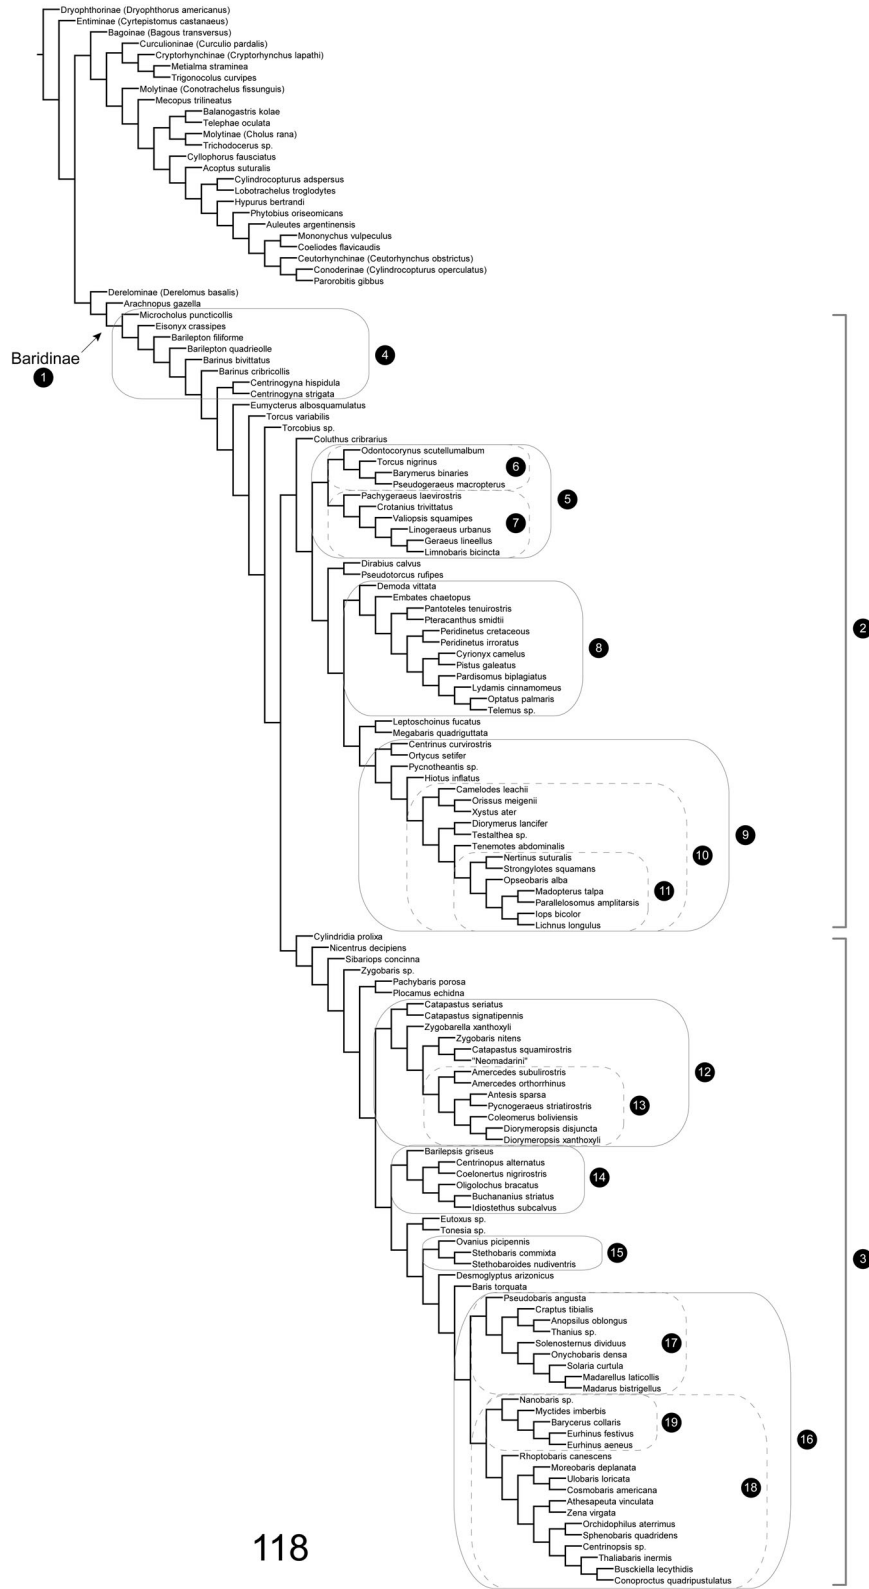 Dryophthorinae (Dryophthorus americanus)
Entiminae (Cyrtepistomus castanaeus)
Bagoinae (Bagous transversus)
Curculioninae (Curculio pardalis)
Cryptorhynchinae (Cryptorhynchus lapathi)
Metialma straminea
Trigonocolus curvipes
Molytinae (Conotrachelus fissunguis)
Mecopus trilineatus
Balanogastris kolae
Telephae oculata
Molytinae (Cholus rana)
Trichodocerus sp.
Cyllophorus fausciatus
Acoptus suturalis
Cylindrocopturus adspersus
Lobotrachelus troglodytes
Hypurus bertrandi
Phytobius oriseomicans
Auleutes argentinensis
Mononychus vulpeculus
Coeliodes flavicaudis
Ceutorhynchinae (Ceutorhynchus obstrictus)
Conoderinae (Cylindrocopturus operculatus)
Parorobitis gibbus
Derelominae (Derelomus basalis)
Arachnopus gazella
Microcholus puncticollis
Eisonyx crassipes
Barilepton filiforme
Barilepton quadrieolle
Baridinae
4
Barinus bivittatus
1
Barinus cribricollis
Centrinogyna hispidula
Centrinogyna strigata
Eumycterus albosquamulatus
Torcus variabilis
Torcobius sp.
Coluthus cribrarius
Odontocorynus scutellumalbum
Torcus nigrinus
6
Barymerus binaries
Pseudogeraeus macropterus
Pachygeraeus laevirostris
5
Crotanius trivittatus
Valiopsis squamipes
7
Linogeraeus urbanus
Geraeus lineellus
Limnobaris bicincta
Dirabius calvus
Pseudotorcus rufipes
Demoda vittata
Embates chaetopus
Pantoteles tenuirostris
Pteracanthus smidtii
2
Peridinetus cretaceous
Peridinetus irroratus
8
Cyrionyx camelus
Pistus galeatus
Pardisomus biplagiatus
Lydamis cinnamomeus
Optatus palmaris
Telemus sp.
Leptoschoinus fucatus
Megabaris quadriguttata
Centrinus curvirostris
9
Ortycus setifer
Pycnotheantis sp.
Hiotus inflatus
Camelodes leachii
Orissus meigenii
Xystus ater
Diorymerus lancifer
Testalthea sp.
Tenemotes abdominalis
10
Nertinus suturalis
Strongylotes squamans
Opseobaris alba
11
Madopterus talpa
Parallelosomus amplitarsis
Iops bicolor
Lichnus longulus
Cylindridia prolixa
Nicentrus decipiens
Sibariops concinna
Zygobaris sp.
Pachybaris porosa
Plocamus echidna
Catapastus seriatus
Catapastus signatipennis
Zygobarella xanthoxyli
Zygobaris nitens
Catapastus squamirostris
"Neomadarini"
12
Amercedes subulirostris
Amercedes orthorrhinus
Antesis sparsa
13
Pycnogeraeus striatirostris
Coleomerus boliviensis
Diorymeropsis disjuncta
Diorymeropsis xanthoxyli
Barilepsis griseus
Centrinopus alternatus
Coelonertus nigrirostris
14
Oligolochus bracatus
Buchananius striatus
Idiostethus subcalvus
Eutoxus sp.
Tonesia sp.
Ovanius picipennis
15
Stethobaris commixta
3
Stethobaroides nudiventris
Desmoglyptus arizonicus
Baris torquata
Pseudobaris angusta
Craptus tibialis
Anopsilus oblongus
Thanius sp.
Solenosternus dividuus
17
Onychobaris densa
Solaria curtula
Madarellus laticollis
Madarus bistrigellus
Nanobaris sp.
Myctides imberbis
Barycerus collaris
19
Eurhinus festivus
16
Eurhinus aeneus
Rhoptobaris canescens
Moreobaris deplanata
Ulobaris loricata
18
Cosmobaris americana
Athesapeuta vinculata
Zena virgata
Orchidophilus aterrimus
Sphenobaris quadridens
Centrinopsis sp.
118
Thaliabaris inermis
Busckiella lecythidis
Conoproctus quadripustulatus